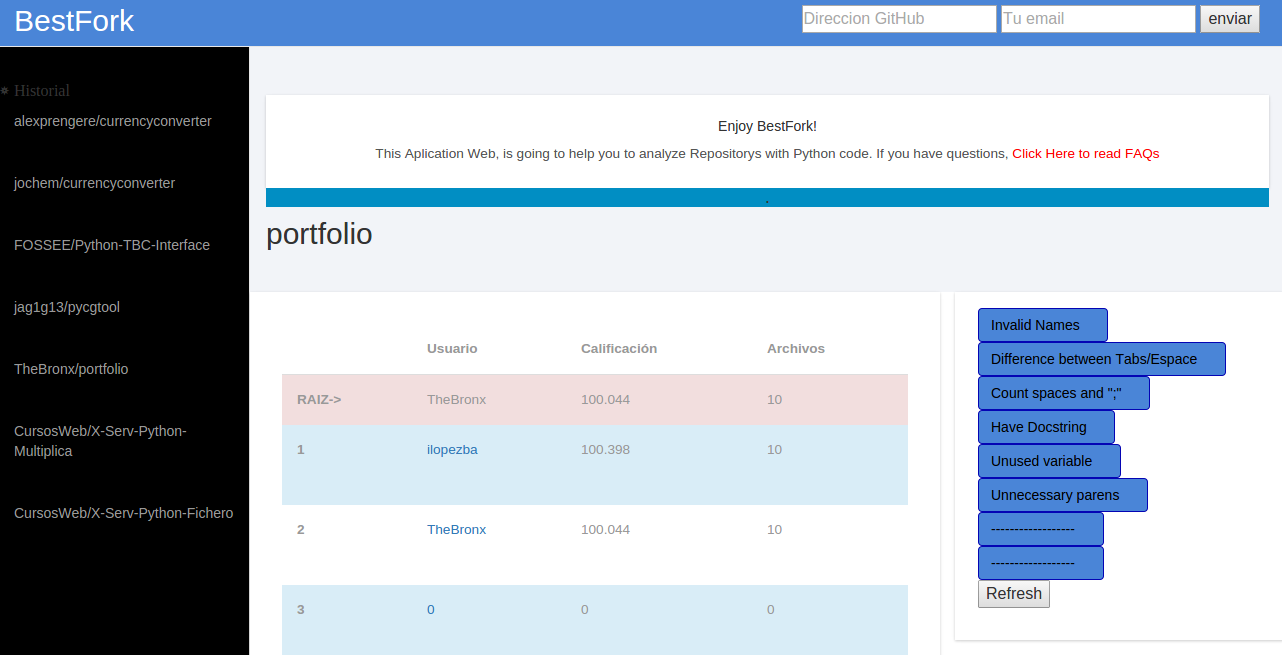 BestFork
Direccion GitHub
Tu email
enviar
Historial
alexprengere/currencyconverter
jochem/currencyconverter
FOSSEE/Python-TBC-Interface
jag1g13/pycgtool
TheBronx/portfolio
CursosWeb/X-Serv-Python-
Multiplica
CursosWeb/X-Serv-Python-Fichero
Enjoy BestFork!
This Aplication Web, is going to help you to analyze Repositorys with Python code. If you have questions, Click Here to read FAQs
.
portfolio
Usuario Calificación Archivos
RAIZ-> TheBronx 100.044 10
1 ilopezba 100.398 10
2 TheBronx 100.044 10
3 0 0 0
Invalid Names
Difference between Tabs/Espace
Count spaces and ";"
Have Docstring
Unused variable
Unnecessary parens
------------------
------------------
Refresh